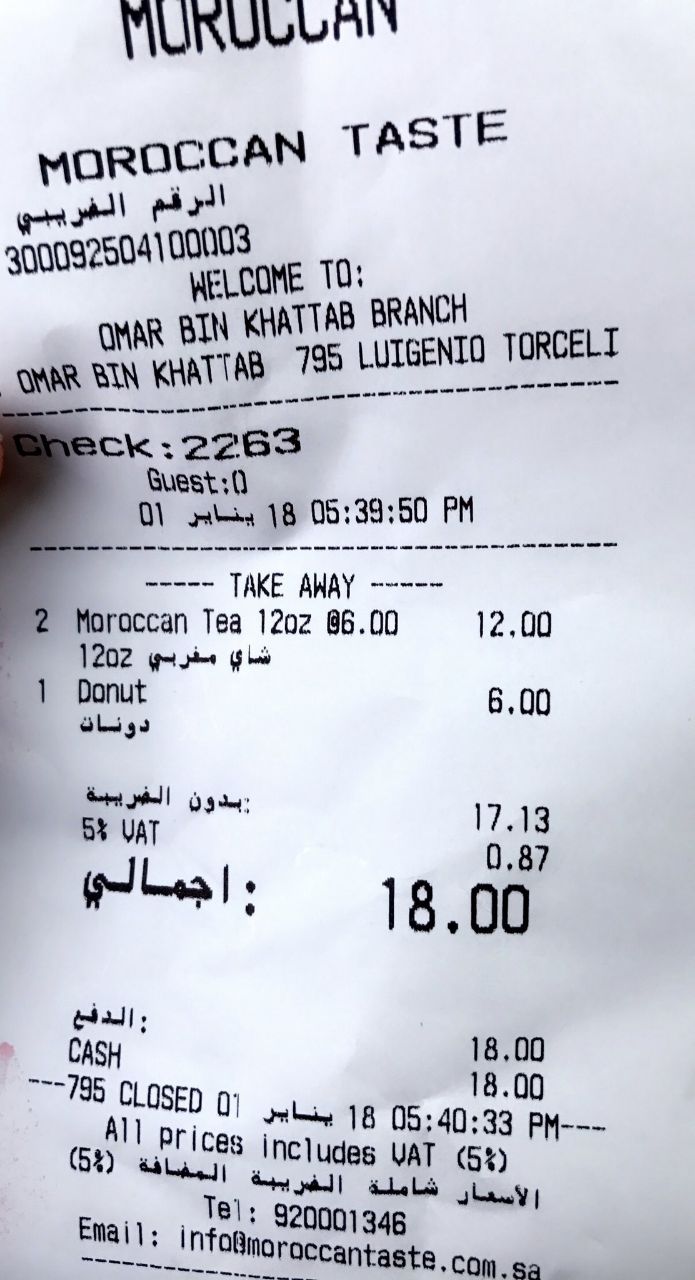 MOROCCAN
MOROCCAN TASTE
الرقم الضريبي
300092504100003
WELCOME TO:
OMAR BIN KHATTAB BRANCH
OMAR BIN KHATTAB 795 LUIGENIO TORCELI
Check:2263
Guest:0
01 يناير 18 05:39:50 PM
----- TAKE AWAY -----
2 Moroccan Tea 12oz @6.00 12.00
12oz شاي مغربي
1 Donut 6.00
دونات
بدون الضريبة: 17.13
5% VAT 0.87
اجمالي: 18.00
الدفع: 18.00
CASH 18.00
---795 CLOSED 01 يناير 18 05:40:33 PM---
All prices includes VAT (5%)
الأسعار شاملة الضريبة المضافة (5%)
Tel: 920001346
Email: info@moroccantaste.com.sa